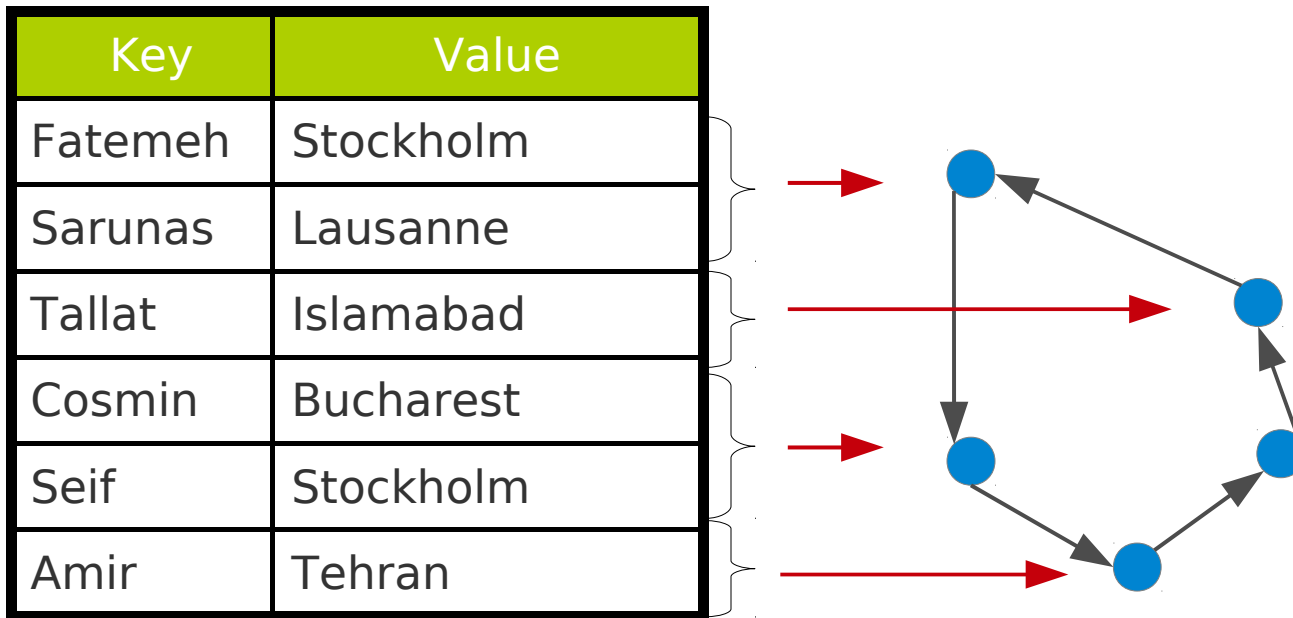 Key Value
Fatemeh Stockholm
Sarunas Lausanne
Tallat Islamabad
Cosmin Bucharest
Seif Stockholm
Amir Tehran